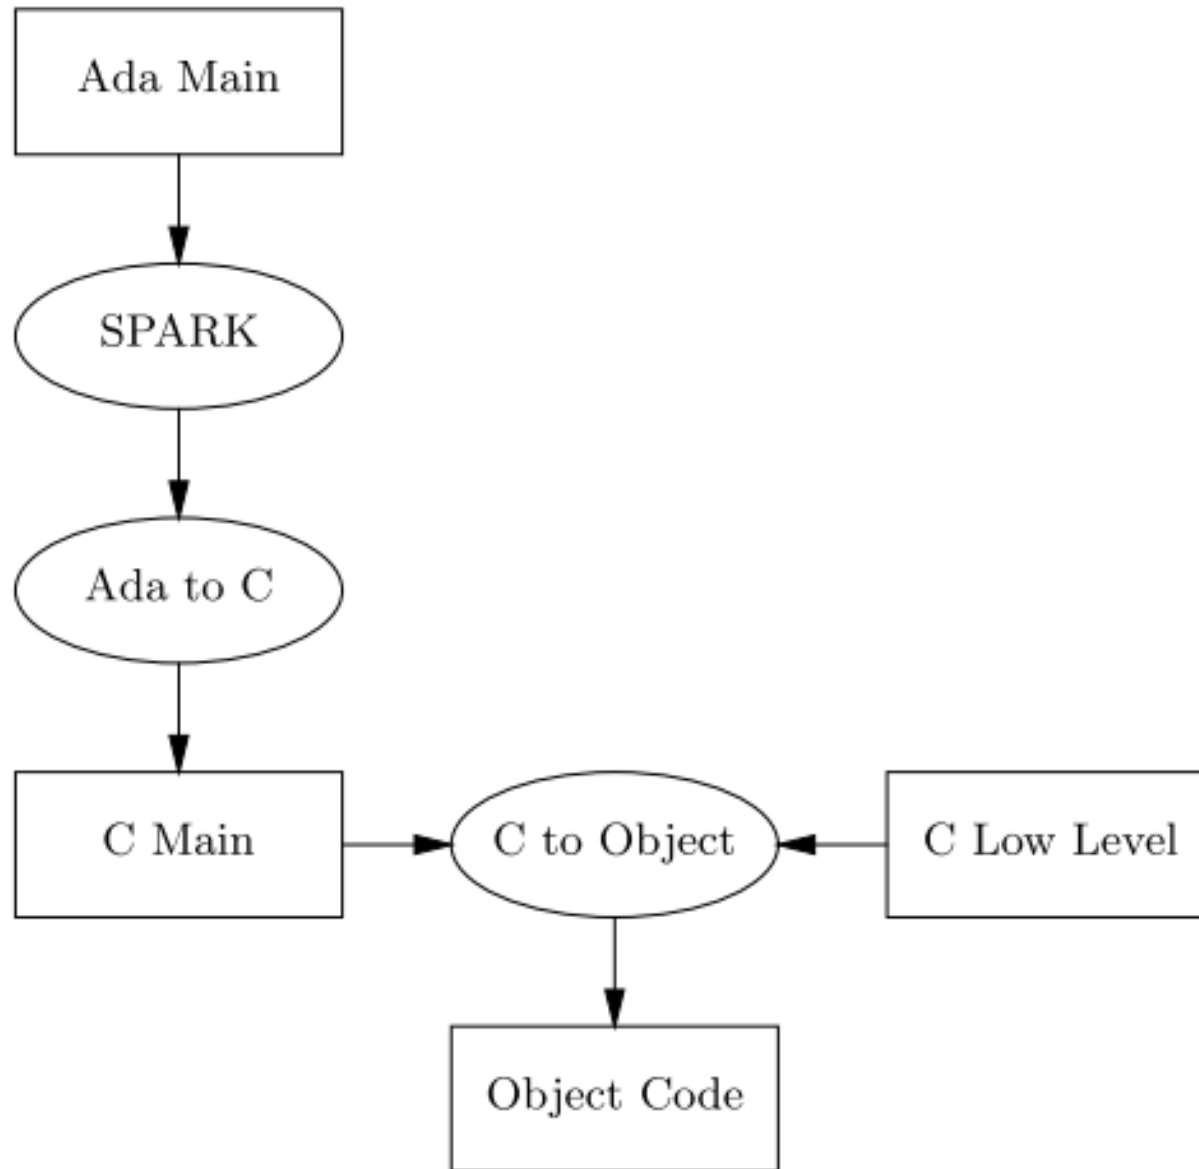 Ada Main
SPARK
Ada to C
C Main
C to Object
C Low Level
Object Code